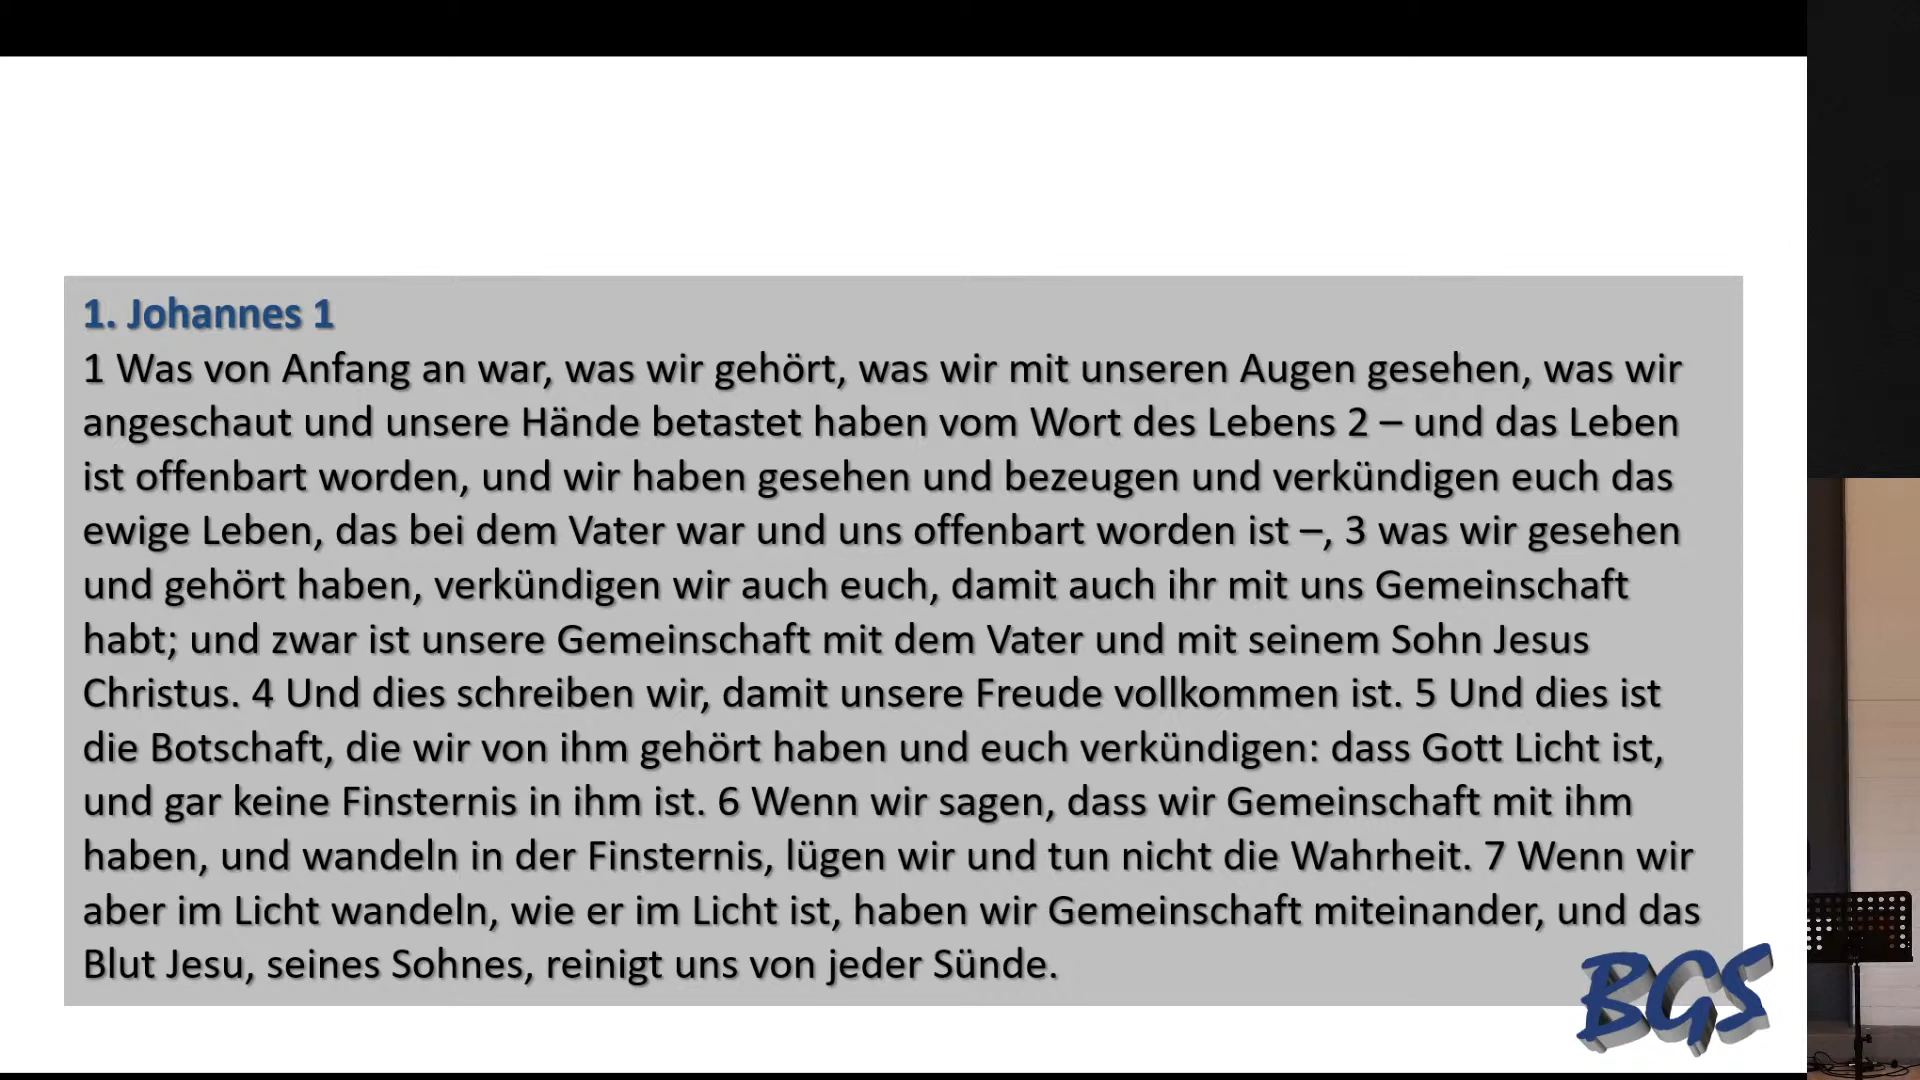 1. Johannes 1
1 Was von Anfang an war, was wir gehört, was wir mit unseren Augen gesehen, was wir
angeschaut und unsere Hände betastet haben vom Wort des Lebens 2 – und das Leben
ist offenbart worden, und wir haben gesehen und bezeugen und verkündigen euch das
ewige Leben, das bei dem Vater war und uns offenbart worden ist –, 3 was wir gesehen
und gehört haben, verkündigen wir auch euch, damit auch ihr mit uns Gemeinschaft
habt; und zwar ist unsere Gemeinschaft mit dem Vater und mit seinem Sohn Jesus
Christus. 4 Und dies schreiben wir, damit unsere Freude vollkommen ist. 5 Und dies ist
die Botschaft, die wir von ihm gehört haben und euch verkündigen: dass Gott Licht ist,
und gar keine Finsternis in ihm ist. 6 Wenn wir sagen, dass wir Gemeinschaft mit ihm
haben, und wandeln in der Finsternis, lügen wir und tun nicht die Wahrheit. 7 Wenn wir
aber im Licht wandeln, wie er im Licht ist, haben wir Gemeinschaft miteinander, und das
Blut Jesu, seines Sohnes, reinigt uns von jeder Sünde.
BGS